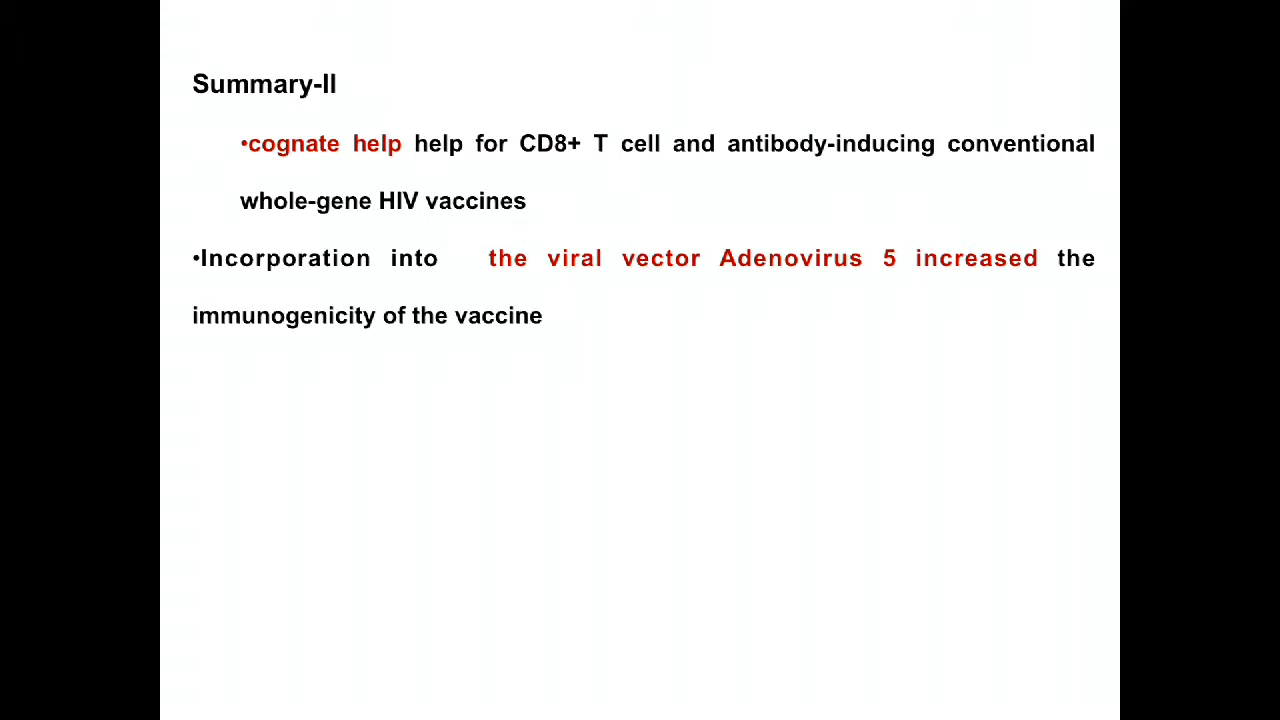 Summary-II
•cognate help help for CD8+ T cell and antibody-inducing conventional
whole-gene HIV vaccines
•Incorporation into the viral vector Adenovirus 5 increased the
immunogenicity of the vaccine